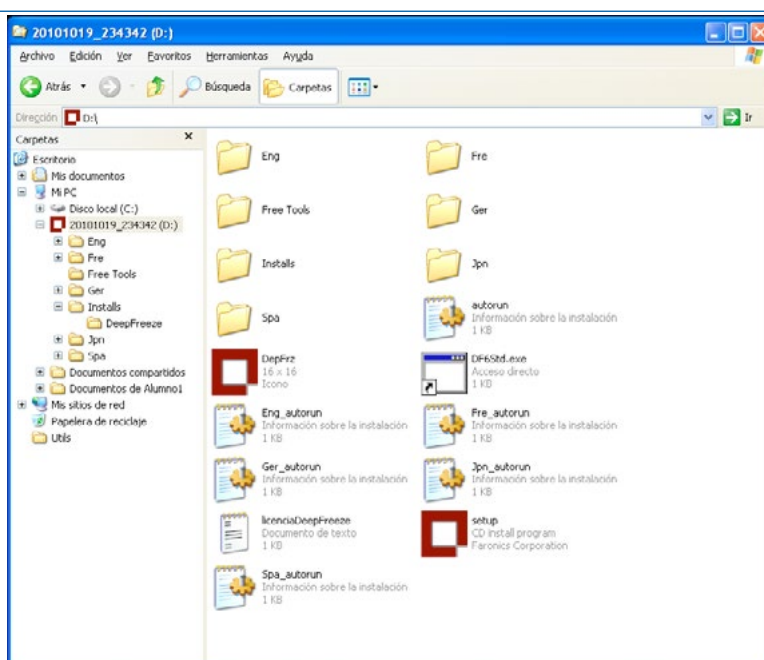 20101019_234342 (D:)
Archivo Edición Ver Favoritos Herramientas Ayuda
Atrás Búsqueda Carpetas
Dirección D:\ Ir
Carpetas x
Escritorio
Mis documentos
Mi PC
Disco local (C:)
20101019_234342 (D:)
Eng
Fre
Free Tools
Ger
Installs
DeepFreeze
Jpn
Spa
Documentos compartidos
Documentos de Alumno1
Mis sitios de red
Papelera de reciclaje
Utils
Eng
Fre
Free Tools
Ger
Installs
Jpn
Spa
autorun
Información sobre la instalación
1 KB
DepFrz
16 x 16
Icono
DF6Std.exe
Acceso directo
1 KB
Eng_autorun
Información sobre la instalación
1 KB
Fre_autorun
Información sobre la instalación
1 KB
Ger_autorun
Información sobre la instalación
1 KB
Jpn_autorun
Información sobre la instalación
1 KB
licenciaDeepFreeze
Documento de texto
1 KB
setup
CD install program
Faronics Corporation
Spa_autorun
Información sobre la instalación
1 KB